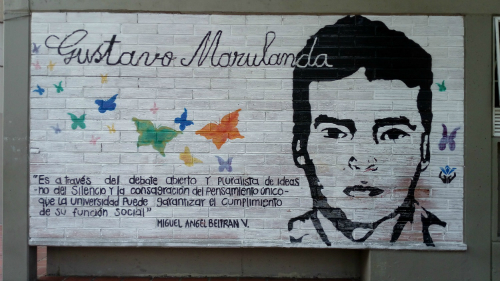 Gustavo Marulanda
"Es a través del debate abierto y pluralista de ideas
-no del silencio y la consagración del pensamiento único-
que la universidad puede garantizar el cumplimiento
de su función social"
MIGUEL ANGEL BELTRAN V.